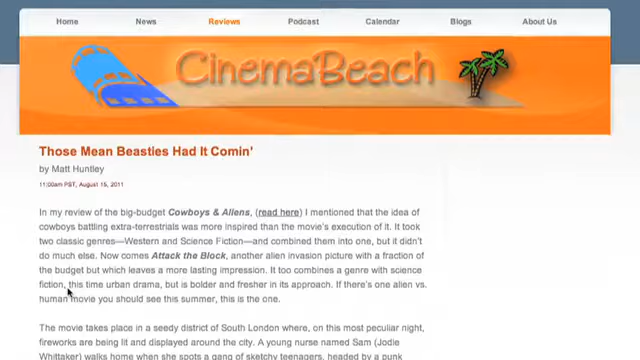 Home News Reviews Podcast Calendar Blogs About Us
CinemaBeach
Those Mean Beasties Had It Comin'
by Matt Huntley
11:00am PST, August 15, 2011
In my review of the big-budget Cowboys & Aliens, (read here) I mentioned that the idea of
cowboys battling extra-terrestrials was more inspired than the movie's execution of it. It took
two classic genres—Western and Science Fiction—and combined them into one, but it didn't
do much else. Now comes Attack the Block, another alien invasion picture with a fraction of
the budget but which leaves a more lasting impression. It too combines a genre with science
fiction, this time urban drama, but is bolder and fresher in its approach. If there's one alien vs.
human movie you should see this summer, this is the one.
The movie takes place in a seedy district of South London where, on this most peculiar night,
fireworks are being lit and displayed around the city. A young nurse named Sam (Jodie
Whittaker) walks home when she spots a gang of sketchy teenagers, headed by a punk